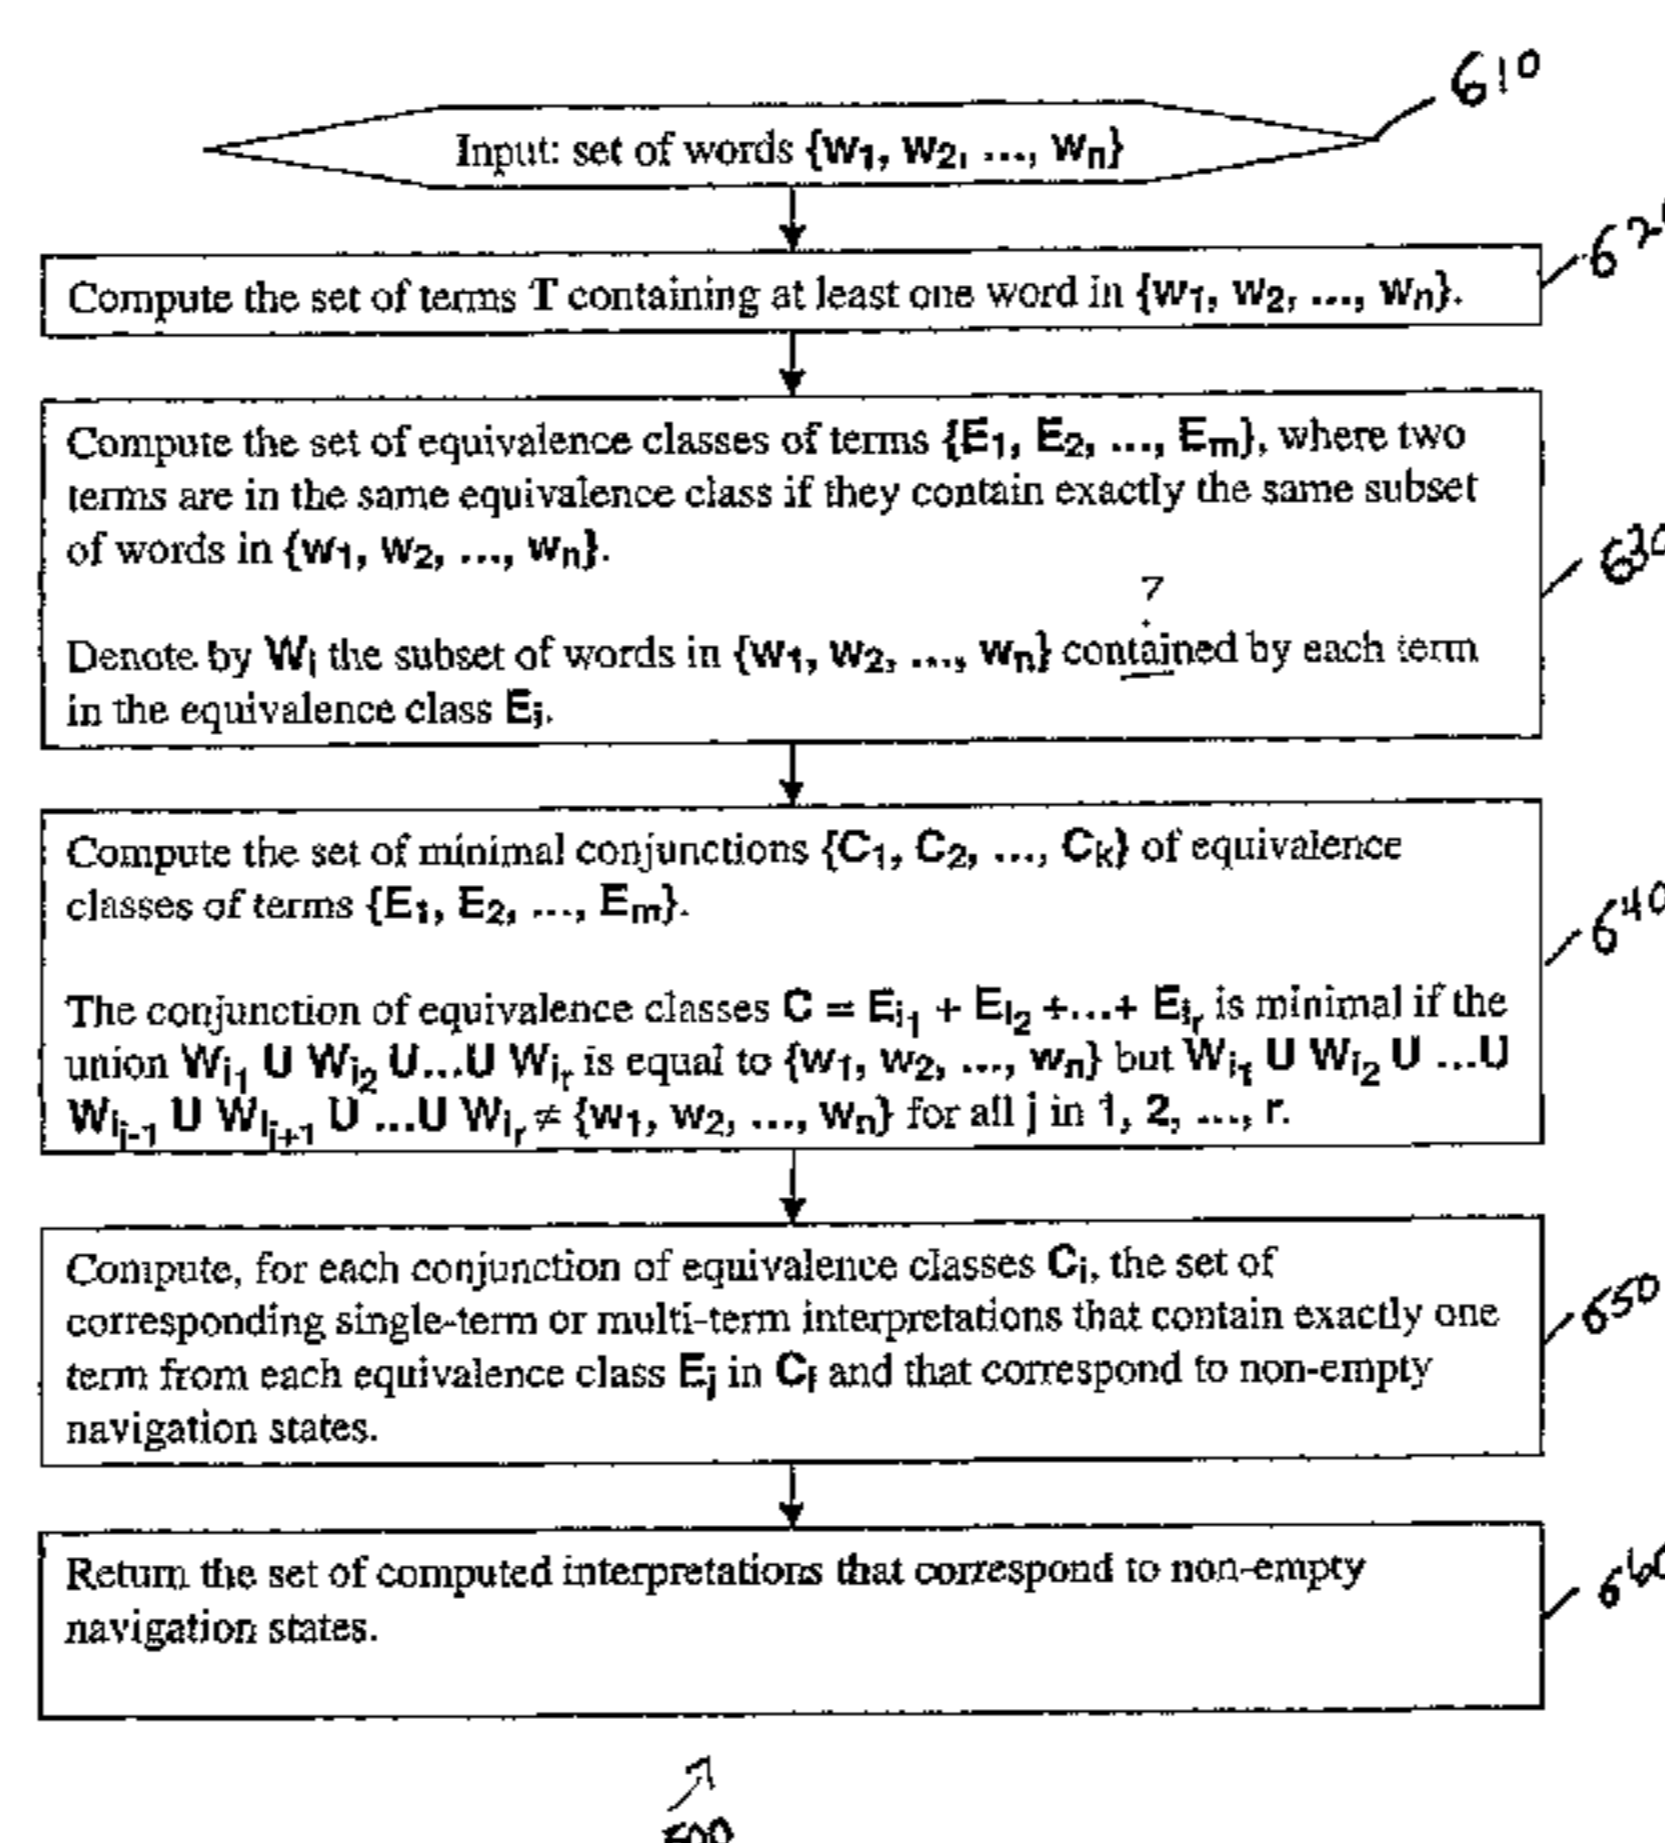 610
Input: set of words {w1, w2, ..., wn}
Compute the set of terms T containing at least one word in {w1, w2, ..., wn}.
Compute the set of equivalence classes of terms {E1, E2, ..., Em}, where two
terms are in the same equivalence class if they contain exactly the same subset
of words in {w1, w2, ..., wn}.
630
7
Denote by Wi the subset of words in {w1, w2, ..., wn} contained by each term
in the equivalence class Ei.
Compute the set of minimal conjunctions {C1, C2, ..., Ck} of equivalence
classes of terms {E1, E2, ..., Em}.
640
The conjunction of equivalence classes C = Ei1 + Ei2 +...+ Eir is minimal if the
union Wi1 U Wi2 U...U Wir is equal to {w1, w2, ..., wn} but Wi1 U Wi2 U ...U
Wij-1 U Wij+1 U ...U Wir ≠ {w1, w2, ..., wn} for all j in 1, 2, ..., r.
Compute, for each conjunction of equivalence classes Ci, the set of
corresponding single-term or multi-term interpretations that contain exactly one
650
term from each equivalence class Ej in Ci and that correspond to non-empty
navigation states.
Return the set of computed interpretations that correspond to non-empty
660
navigation states.